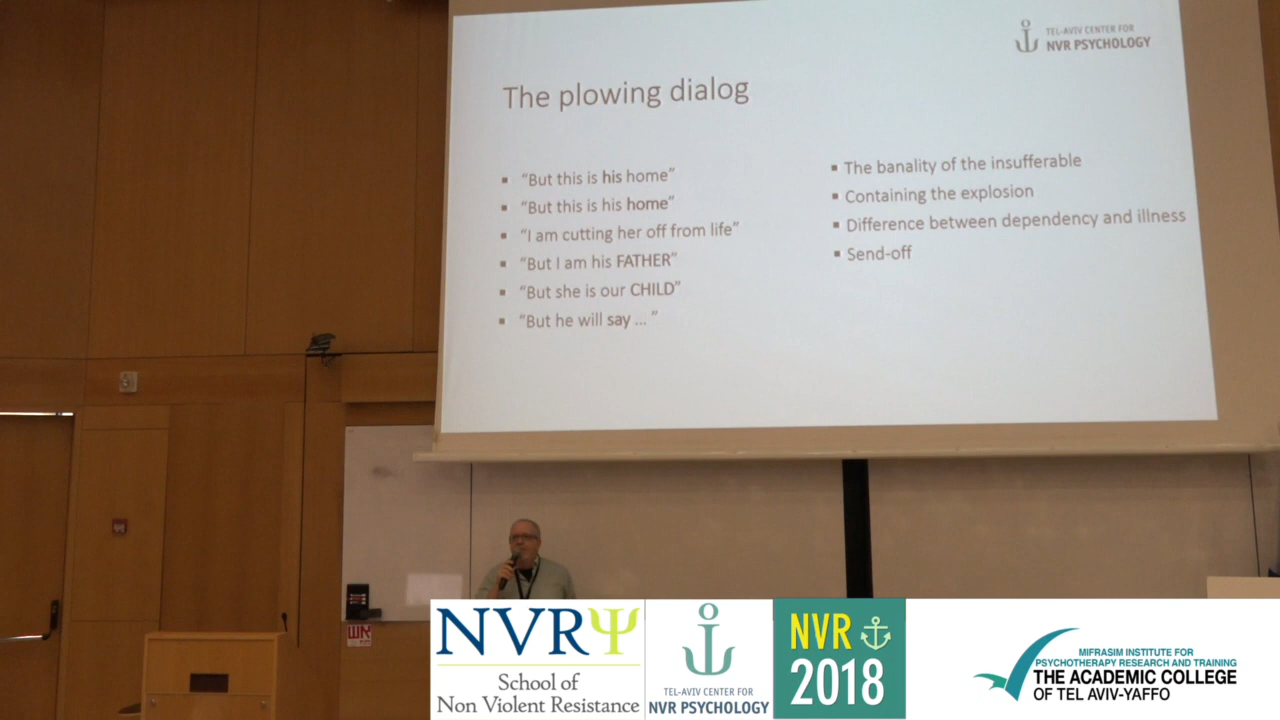 TEL-AVIV CENTER FOR
NVR PSYCHOLOGY
The plowing dialog
▪ “But this is his home”
▪ “But this is his home”
▪ “I am cutting her off from life”
▪ “But I am his FATHER”
▪ “But she is our CHILD”
▪ “But he will say ... ”
▪ The banality of the insufferable
▪ Containing the explosion
▪ Difference between dependency and illness
▪ Send-off
אש
NVRΨ
School of
Non Violent Resistance
TEL-AVIV CENTER FOR
NVR PSYCHOLOGY
NVR
2018
MIFRASIM INSTITUTE FOR
PSYCHOTHERAPY RESEARCH AND TRAINING
THE ACADEMIC COLLEGE
OF TEL AVIV-YAFFO